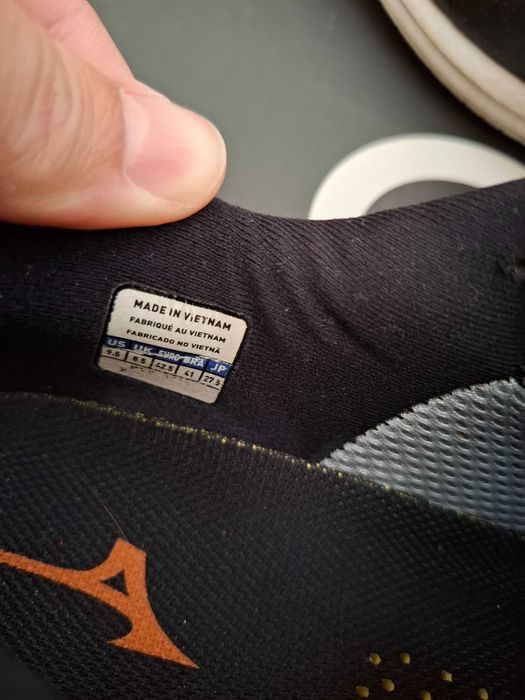 MADE IN VIETNAM
FABRIQUÉ AU VIETNAM
FABRICADO NO VIETNÃ
US UK EURO BRA JP
9.5 8.5 42.5 41 27.5